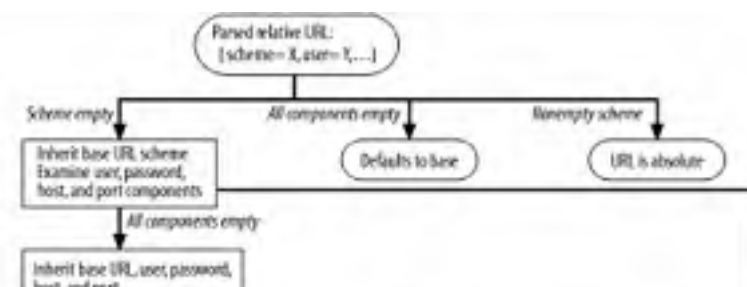 Parsed relative URL:
{scheme= X, user= Y,...}
Scheme empty
All components empty
Nonempty scheme
Inherit base URL scheme
Examine user, password,
host, and port components
Defaults to base
URL is absolute
All components empty
Inherit base URL, user, password,
host, and port